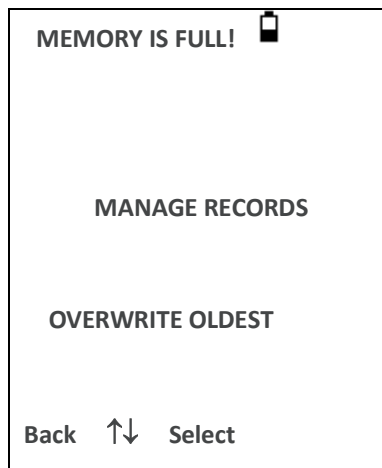 MEMORY IS FULL!
MANAGE RECORDS
OVERWRITE OLDEST
Back ↑↓ Select